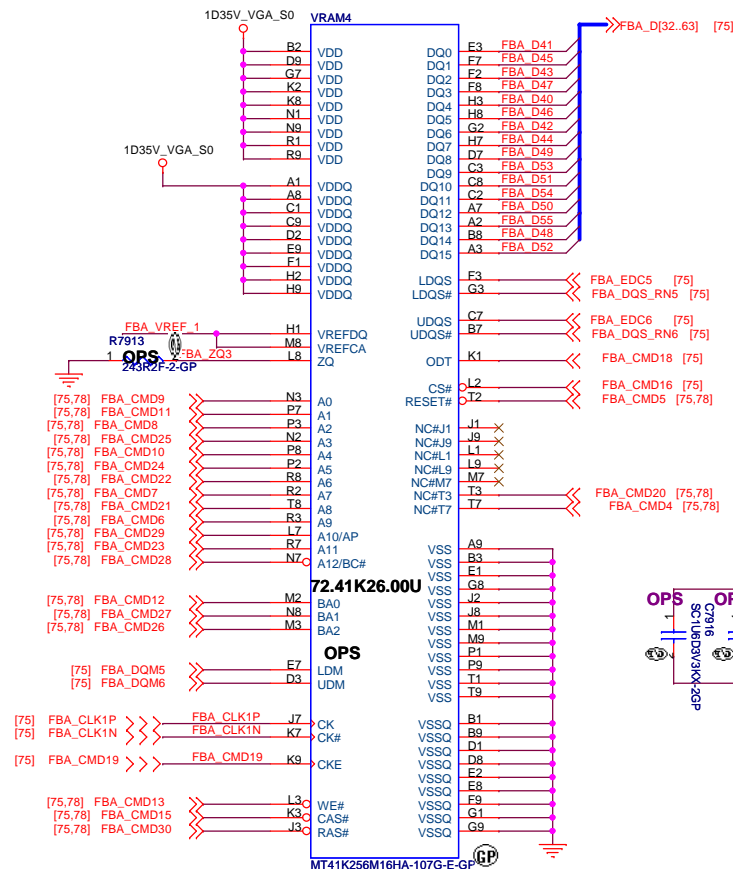 1D35V_VGA_S0
VRAM4
FBA_D[32..63] [75]
B2 VDD DQ0 E3 FBA_D41
D9 VDD DQ1 F7 FBA_D45
G7 VDD DQ2 F2 FBA_D43
K2 VDD DQ3 F8 FBA_D47
K8 VDD DQ4 H3 FBA_D40
N1 VDD DQ5 H8 FBA_D46
N9 VDD DQ6 G2 FBA_D42
R1 VDD DQ7 H7 FBA_D44
R9 VDD DQ8 D7 FBA_D49
1D35V_VGA_S0
DQ9 C3 FBA_D53
A1 VDDQ DQ10 C8 FBA_D51
A8 VDDQ DQ11 C2 FBA_D54
C1 VDDQ DQ12 A7 FBA_D50
C9 VDDQ DQ13 A2 FBA_D55
D2 VDDQ DQ14 B8 FBA_D48
E9 VDDQ DQ15 A3 FBA_D52
F1 VDDQ
H2 VDDQ LDQS F3 FBA_EDC5 [75]
H9 VDDQ LDQS# G3 FBA_DQS_RN5 [75]
UDQS C7 FBA_EDC6 [75]
FBA_VREF_1 H1 VREFDQ UDQS# B7 FBA_DQS_RN6 [75]
R7913 M8 VREFCA
1 OPS FBA_ZQ3 L8 ZQ ODT K1 FBA_CMD18 [75]
243R2F-2-GP
CS# L2 FBA_CMD16 [75]
[75,78] FBA_CMD9 N3 A0 RESET# T2 FBA_CMD5 [75,78]
[75,78] FBA_CMD11 P7 A1
[75,78] FBA_CMD8 P3 A2 NC#J1 J1
[75,78] FBA_CMD25 N2 A3 NC#J9 J9
[75,78] FBA_CMD10 P8 A4 NC#L1 L1
[75,78] FBA_CMD24 P2 A5 NC#L9 L9
[75,78] FBA_CMD22 R8 A6 NC#M7 M7
[75,78] FBA_CMD7 R2 A7 NC#T3 T3 FBA_CMD20 [75,78]
[75,78] FBA_CMD21 T8 A8 NC#T7 T7 FBA_CMD4 [75,78]
[75,78] FBA_CMD6 R3 A9
[75,78] FBA_CMD29 L7 A10/AP
[75,78] FBA_CMD23 R7 A11 VSS A9
[75,78] FBA_CMD28 N7 A12/BC# VSS B3
VSS E1
72.41K26.00U VSS G8
[75,78] FBA_CMD12 M2 BA0 VSS J2
[75,78] FBA_CMD27 N8 BA1 VSS J8
[75,78] FBA_CMD26 M3 BA2 VSS M1
VSS M9
OPS VSS P1
[75] FBA_DQM5 E7 LDM VSS P9
[75] FBA_DQM6 D3 UDM VSS T1
VSS T9
[75] FBA_CLK1P FBA_CLK1P J7 CK VSSQ B1
[75] FBA_CLK1N FBA_CLK1N K7 CK# VSSQ B9
VSSQ D1
[75] FBA_CMD19 FBA_CMD19 K9 CKE VSSQ D8
VSSQ E2
VSSQ E8
[75,78] FBA_CMD13 L3 WE# VSSQ F9
[75,78] FBA_CMD15 K3 CAS# VSSQ G1
[75,78] FBA_CMD30 J3 RAS# VSSQ G9
MT41K256M16HA-107G-E-GP
GP
OPS
1
C7916
SC1U6D3V3KX-2GP